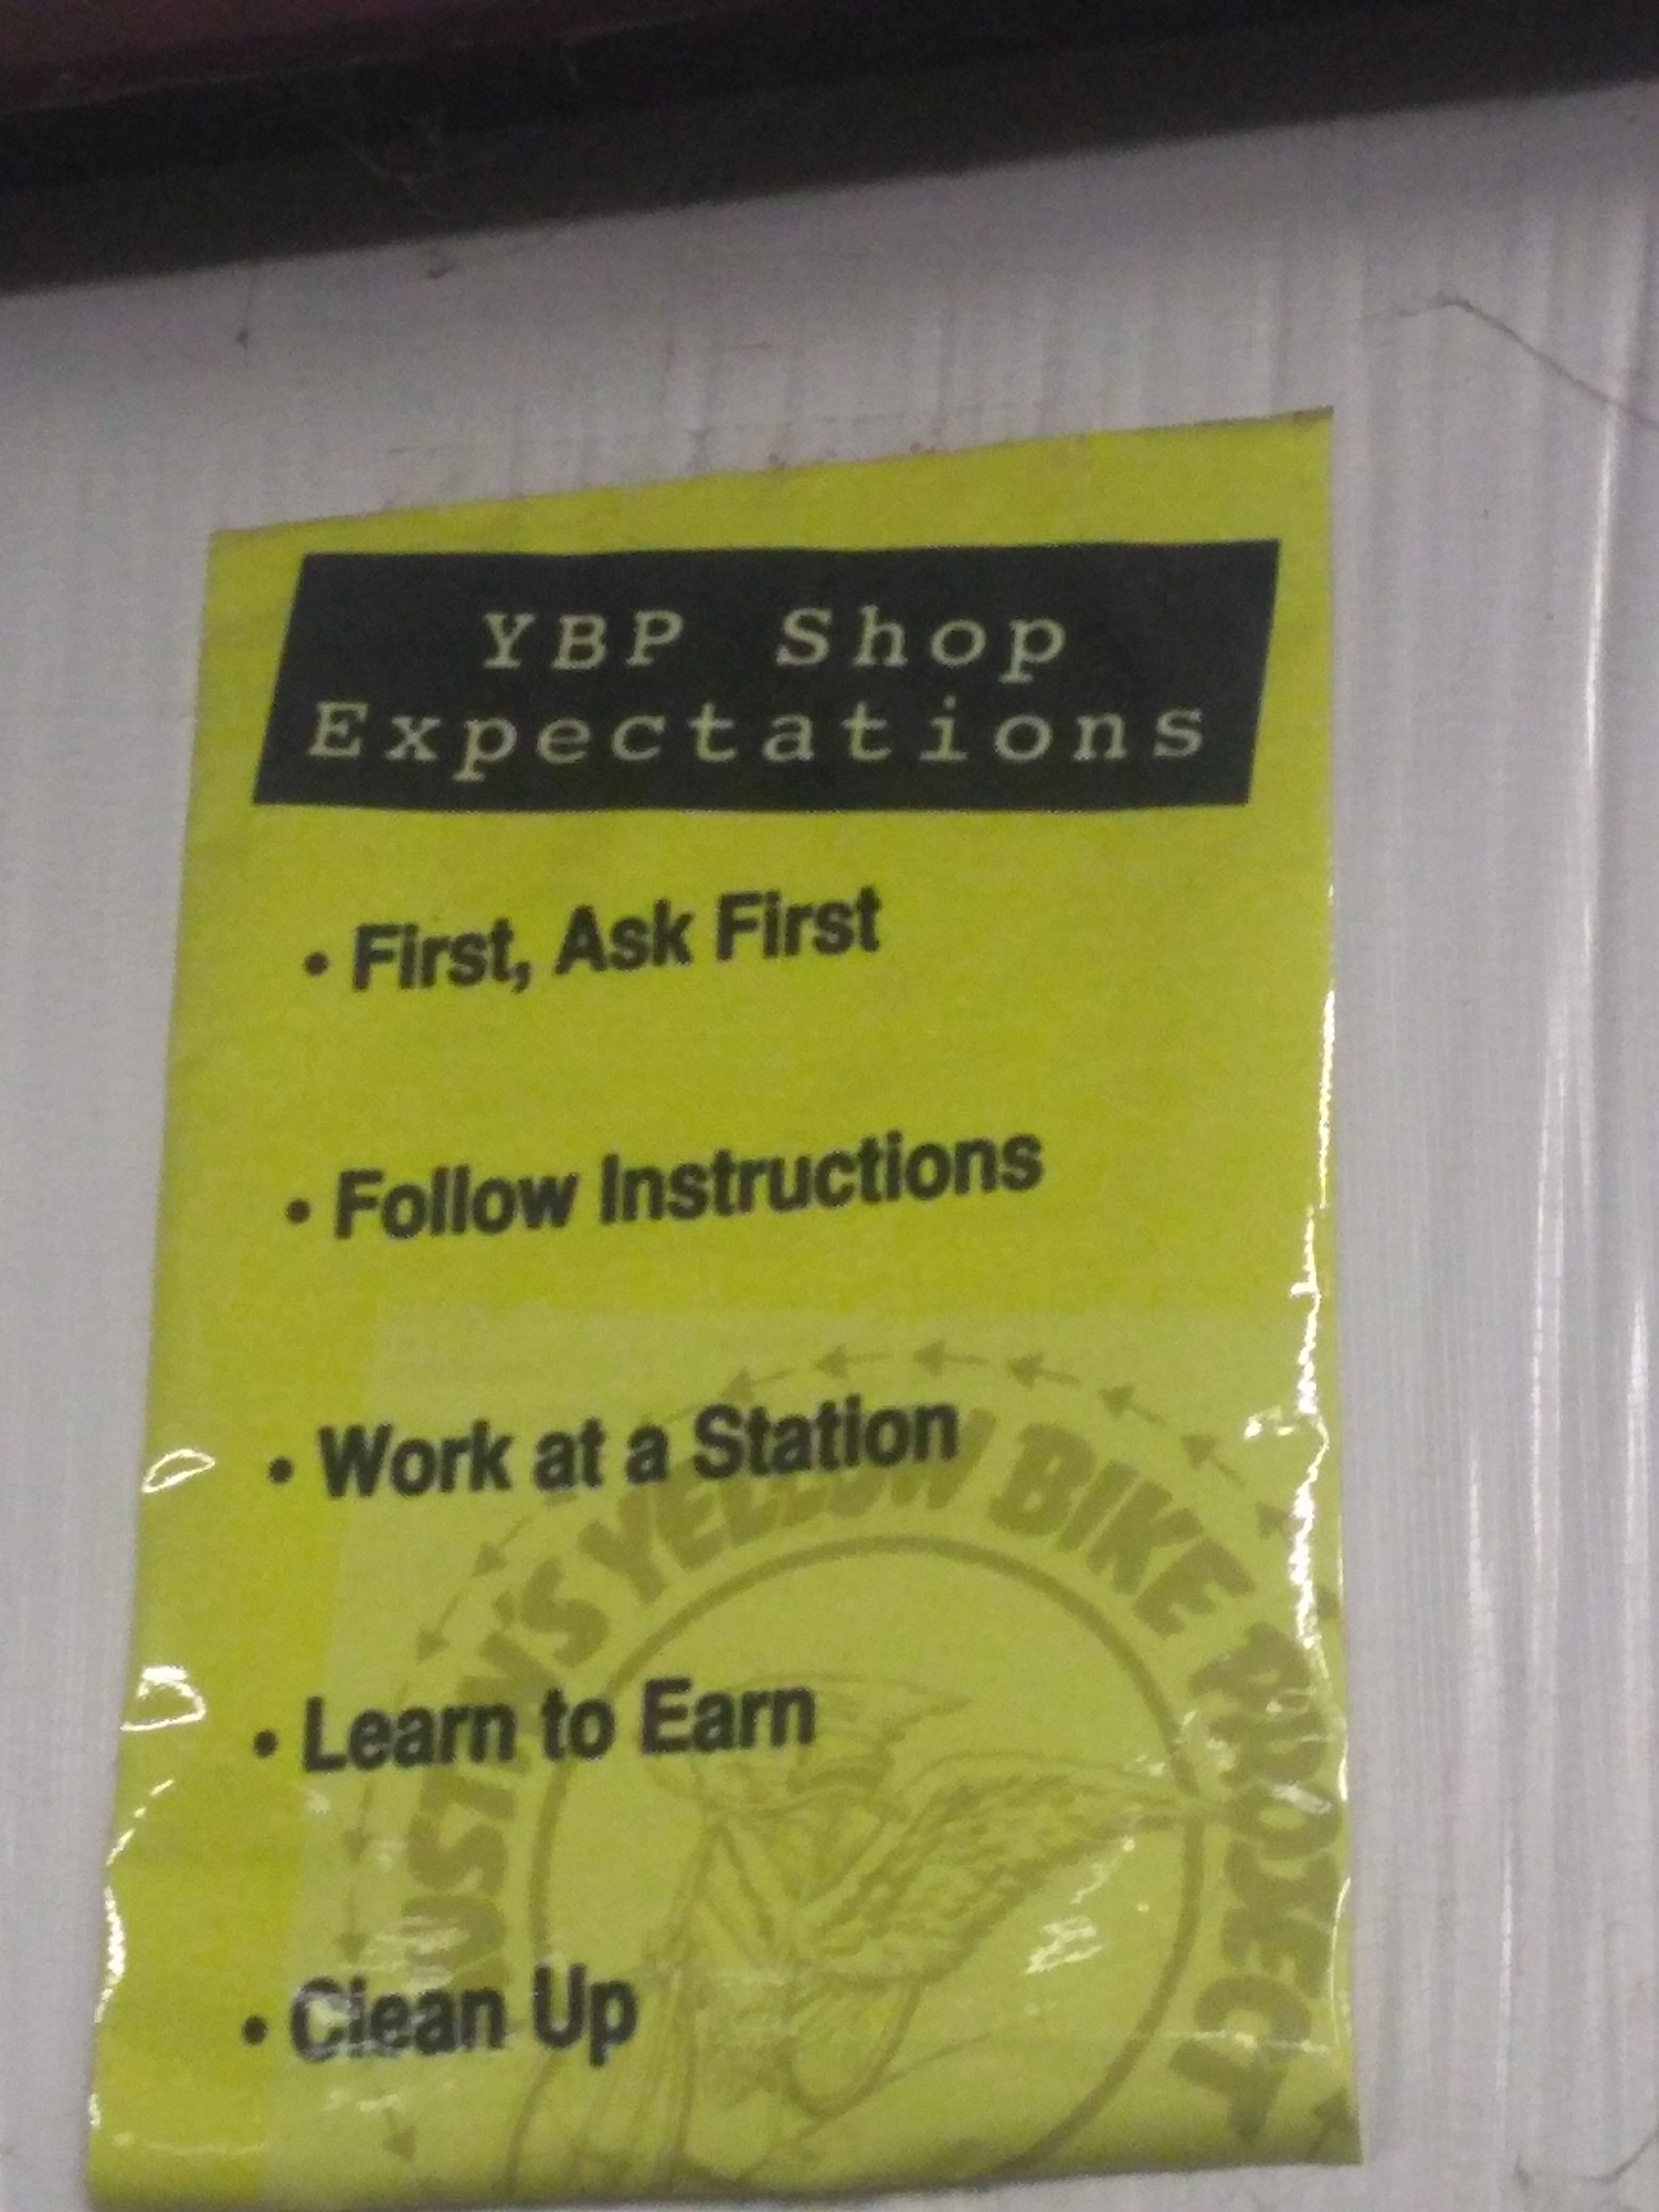 YBP Shop
Expectations
• First, Ask First
• Follow Instructions
• Work at a Station
• Learn to Earn
• Clean Up
AUSTIN'S YELLOW BIKE PROJECT